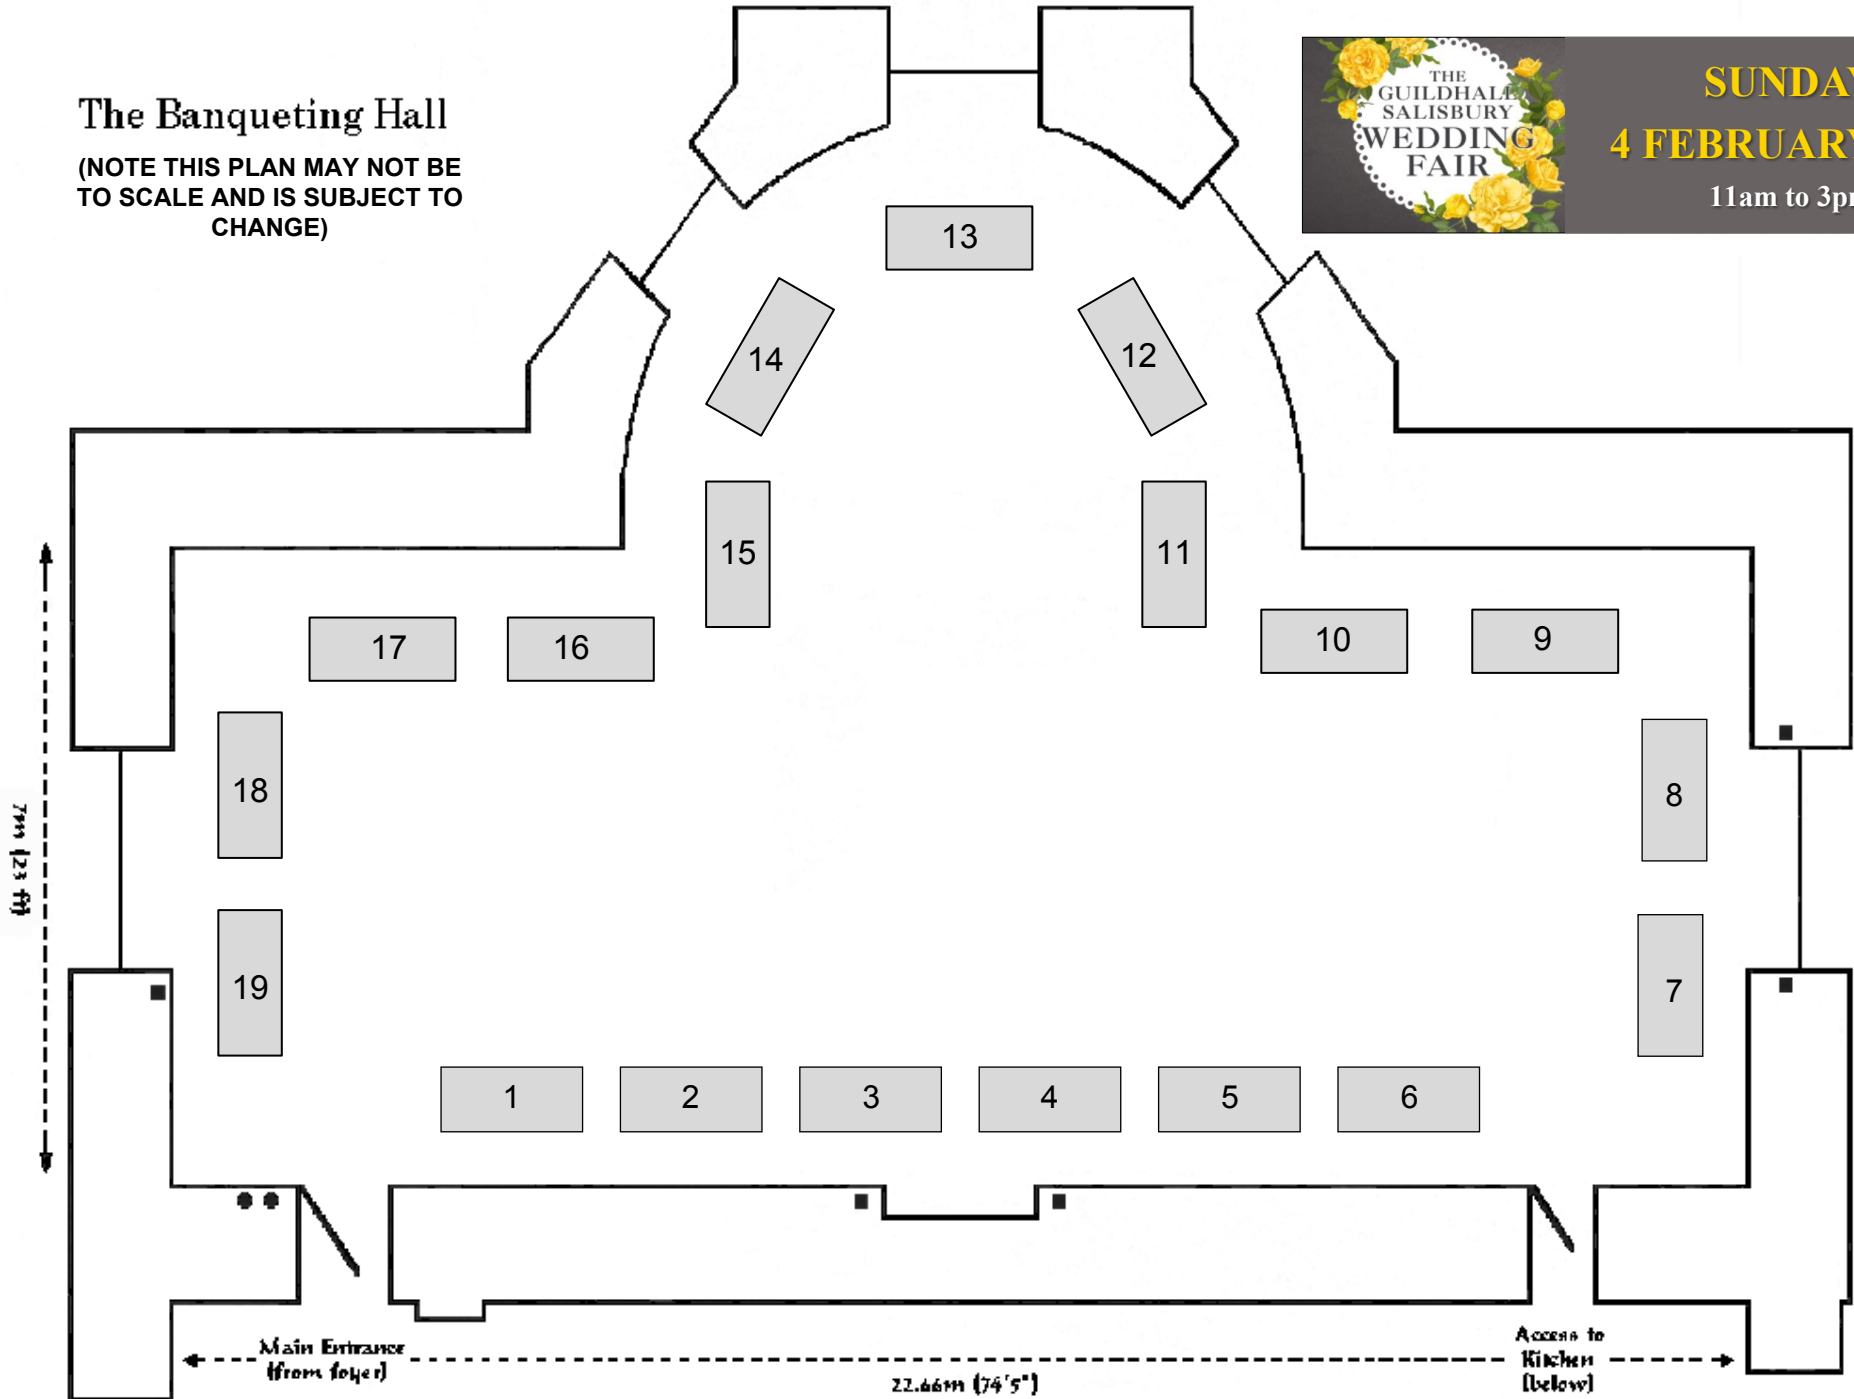 The Banqueting Hall
(NOTE THIS PLAN MAY NOT BE
TO SCALE AND IS SUBJECT TO
CHANGE)
THE
GUILDHALL
SALISBURY
WEDDING
FAIR
SUNDAY
4 FEBRUARY
11am to 3pm
13
14
12
15
11
17
16
10
9
18
8
19
7
1
2
3
4
5
6
7m (23 ft)
Main Entrance
(from foyer)
22.66m (74'5")
Access to
Kitchen
(below)